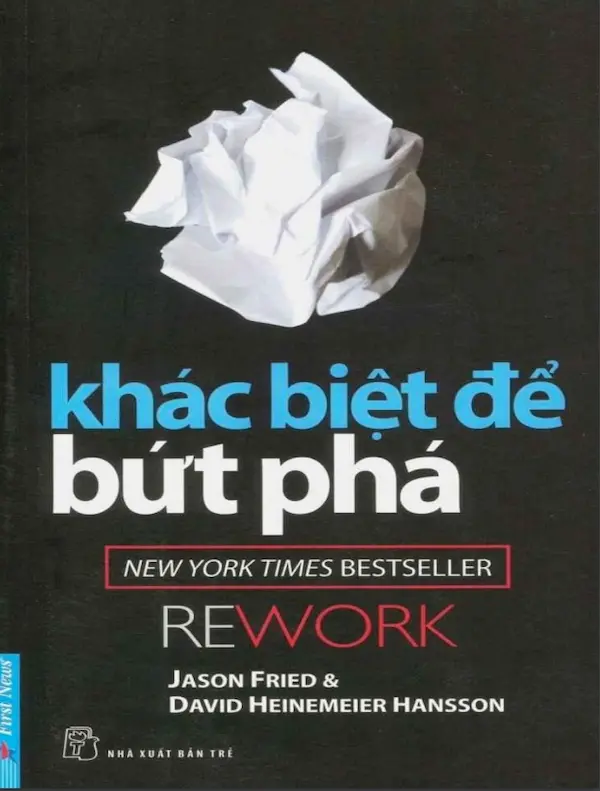 khác biệt để
bứt phá
NEW YORK TIMES BESTSELLER
REWORK
JASON FRIED &
DAVID HEINEMEIER HANSSON
First News
T
NHÀ XUẤT BẢN TRẺ